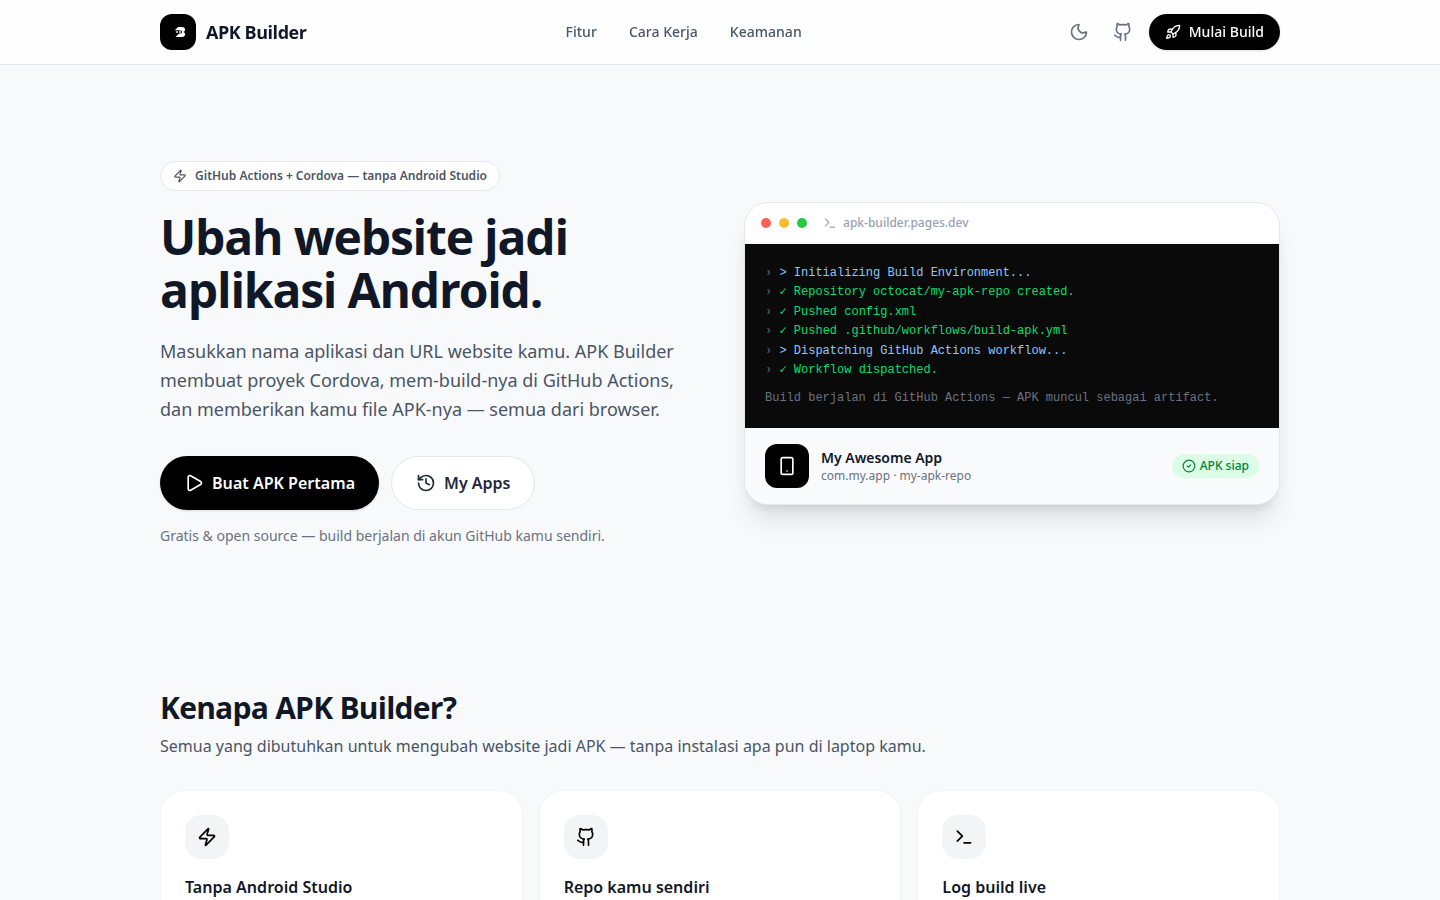 APK Builder
Fitur
Cara Kerja
Keamanan
Mulai Build
GitHub Actions + Cordova — tanpa Android Studio
Ubah website jadi
aplikasi Android.
Masukkan nama aplikasi dan URL website kamu. APK Builder
membuat proyek Cordova, mem-build-nya di GitHub Actions,
dan memberikan kamu file APK-nya — semua dari browser.
Buat APK Pertama
My Apps
Gratis & open source — build berjalan di akun GitHub kamu sendiri.
apk-builder.pages.dev
› > Initializing Build Environment...
› ✓ Repository octocat/my-apk-repo created.
› ✓ Pushed config.xml
› ✓ Pushed .github/workflows/build-apk.yml
› > Dispatching GitHub Actions workflow...
› ✓ Workflow dispatched.
Build berjalan di GitHub Actions — APK muncul sebagai artifact.
My Awesome App
com.my.app · my-apk-repo
APK siap
Kenapa APK Builder?
Semua yang dibutuhkan untuk mengubah website jadi APK — tanpa instalasi apa pun di laptop kamu.
Tanpa Android Studio
Repo kamu sendiri
Log build live